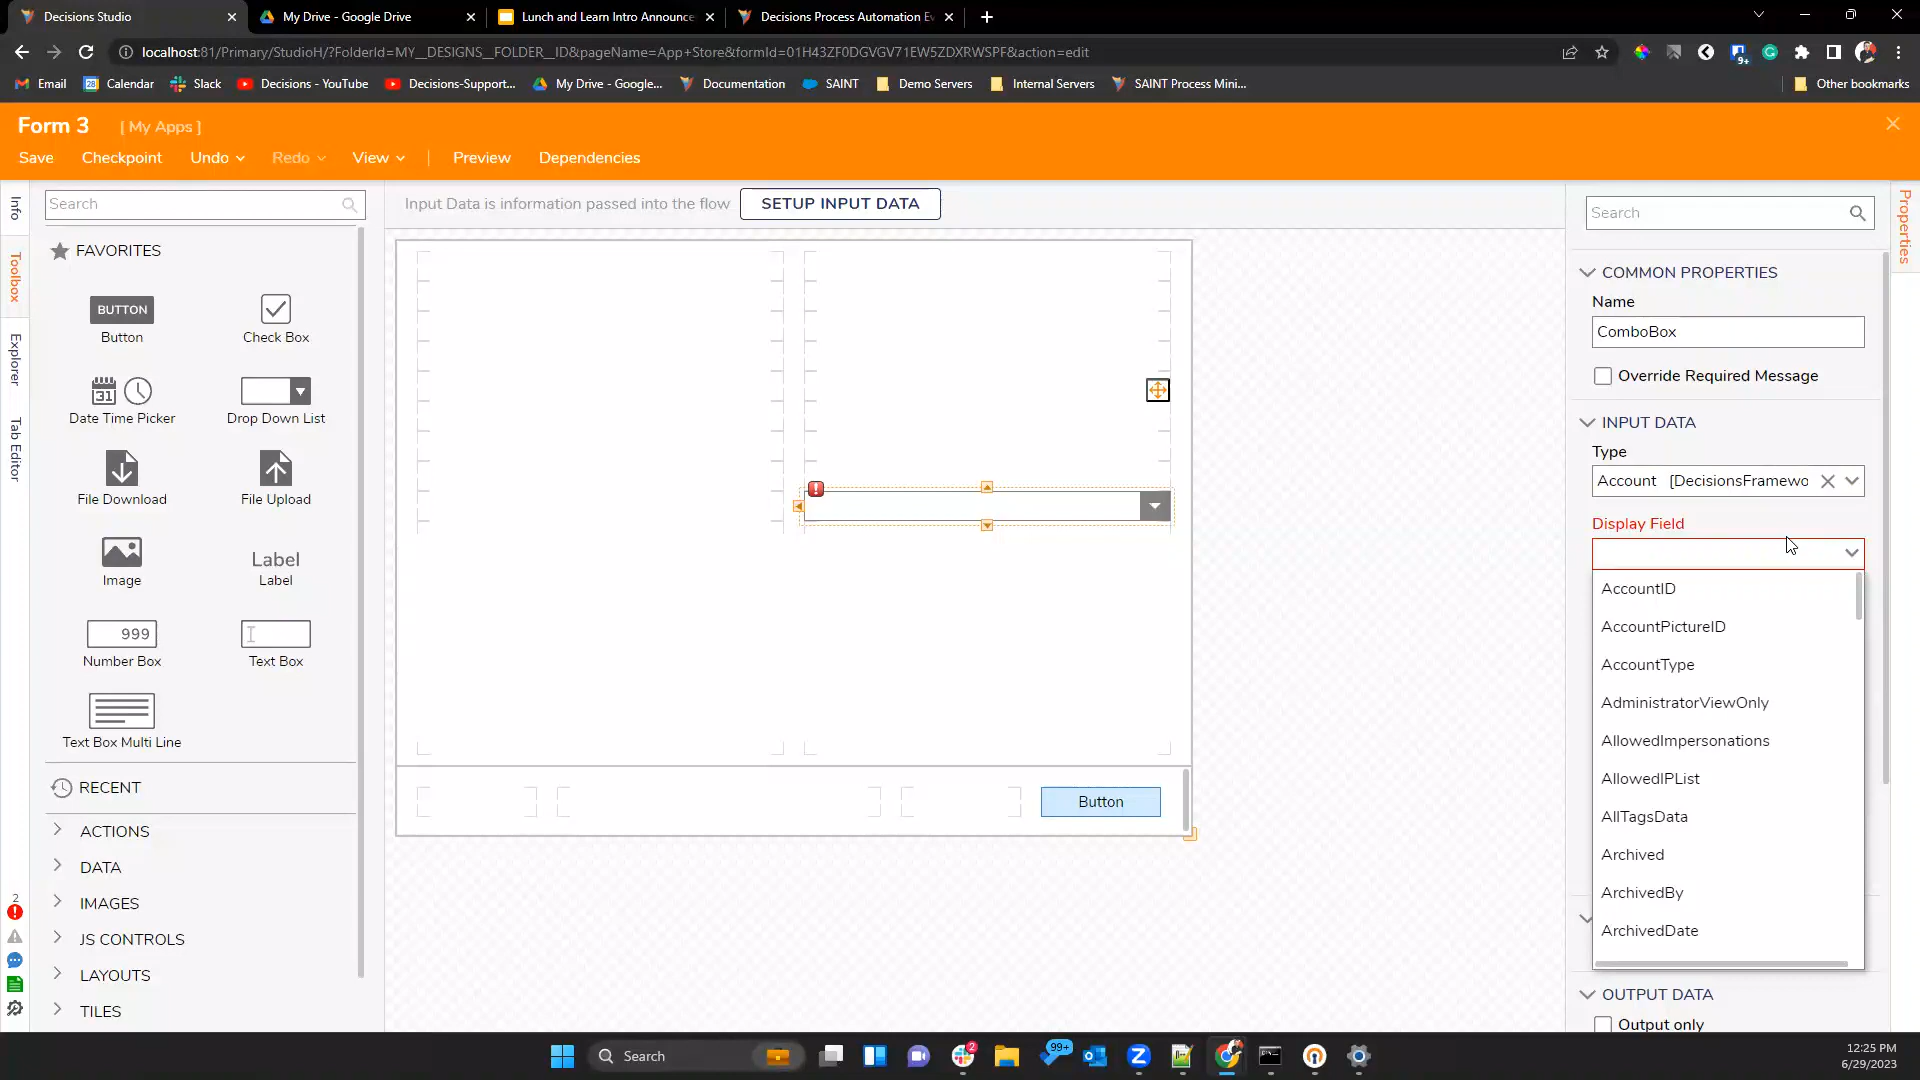 Decisions Studio
My Drive - Google Drive
Lunch and Learn Intro Announce
Decisions Process Automation Ev
localhost:81/Primary/StudioH/?FolderId=MY__DESIGNS__FOLDER__ID&pageName=App+Store&formId=01H43ZF0DGVGV71EW5ZDXRWSPF&action=edit
9+
Email
Calendar
Slack
Decisions - YouTube
Decisions-Support...
My Drive - Google...
Documentation
SAINT
Demo Servers
Internal Servers
SAINT Process Mini...
Other bookmarks
Form 3 [ My Apps ]
Save
Checkpoint
Undo
Redo
View
Preview
Dependencies
Info
Toolbox
Explorer
Tab Editor
2
Search
FAVORITES
BUTTON
Button
Check Box
31
Date Time Picker
Drop Down List
File Download
File Upload
Image
Label
Label
999
Number Box
Text Box
Text Box Multi Line
RECENT
ACTIONS
DATA
IMAGES
JS CONTROLS
LAYOUTS
TILES
Input Data is information passed into the flow
SETUP INPUT DATA
Button
Properties
Search
COMMON PROPERTIES
Name
ComboBox
Override Required Message
INPUT DATA
Type
Account [DecisionsFramewo
Display Field
AccountID
AccountPictureID
AccountType
AdministratorViewOnly
AllowedImpersonations
AllowedIPList
AllTagsData
Archived
ArchivedBy
ArchivedDate
OUTPUT DATA
Output only
Search
2
99+
12:25 PM
6/29/2023